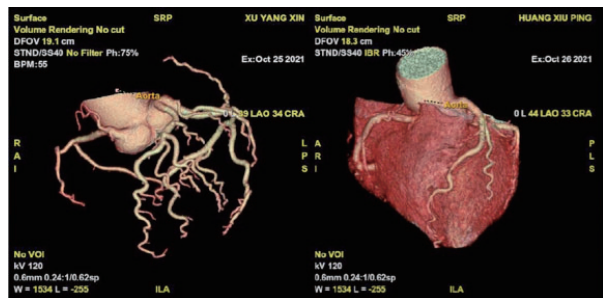 Surface
SRP
XU YANG XIN
Volume Rendering No cut
DFOV 19.1 cm
STND/SS40 No Filter Ph:75%
BPM:55
Ex:Oct 25 2021
Aorta
0 L 39 LAO 34 CRA
R
A
I
L
P
S
No VOI
kV 120
0.6mm 0.24:1/0.62sp
W = 1534 L = -255
ILA
Surface
SRP
HUANG XIU PING
Volume Rendering No cut
DFOV 18.3 cm
STND/SS40 IBR Ph:45%
Ex:Oct 26 2021
Aorta
0 L 44 LAO 33 CRA
A
R
I
P
L
S
No VOI
kV 120
0.6mm 0.24:1/0.62sp
W = 1534 L = -255
ILA